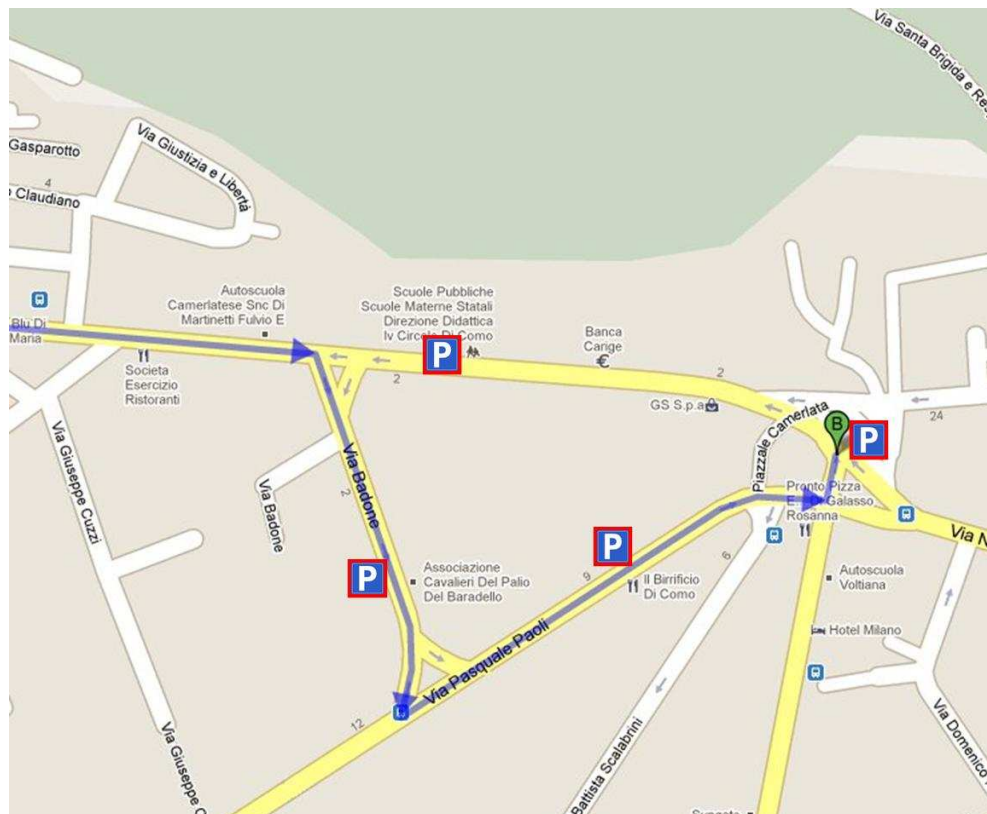 Via Santa Brigida e Res
Via Giustizia e Libertà
Gasparotto
4
o Claudiano
Autoscuola
Camerlatese Snc Di
Martinetti Fulvio E
Scuole Pubbliche
Scuole Materne Statali
Direzione Didattica
Iv Circolo Di Como
P
Banca
Carige
€
Blu Di
Maria
Societa
Esercizio
Ristoranti
2
2
GS S.p.a
24
Piazzale Camerlata
B
P
Via Giuseppe Cuzzi
Via Badone
2
Via Badone
Pronto Pizza
Galasso
Rosanna
Via N
P
P
9
6
Associazione
Cavalieri Del Palio
Del Baradello
Il Birrificio
Di Como
Autoscuola
Voltiana
Hotel Milano
Via Pasquale Paoli
12
Via Giuseppe C
Battista Scalabrini
Via Domenico